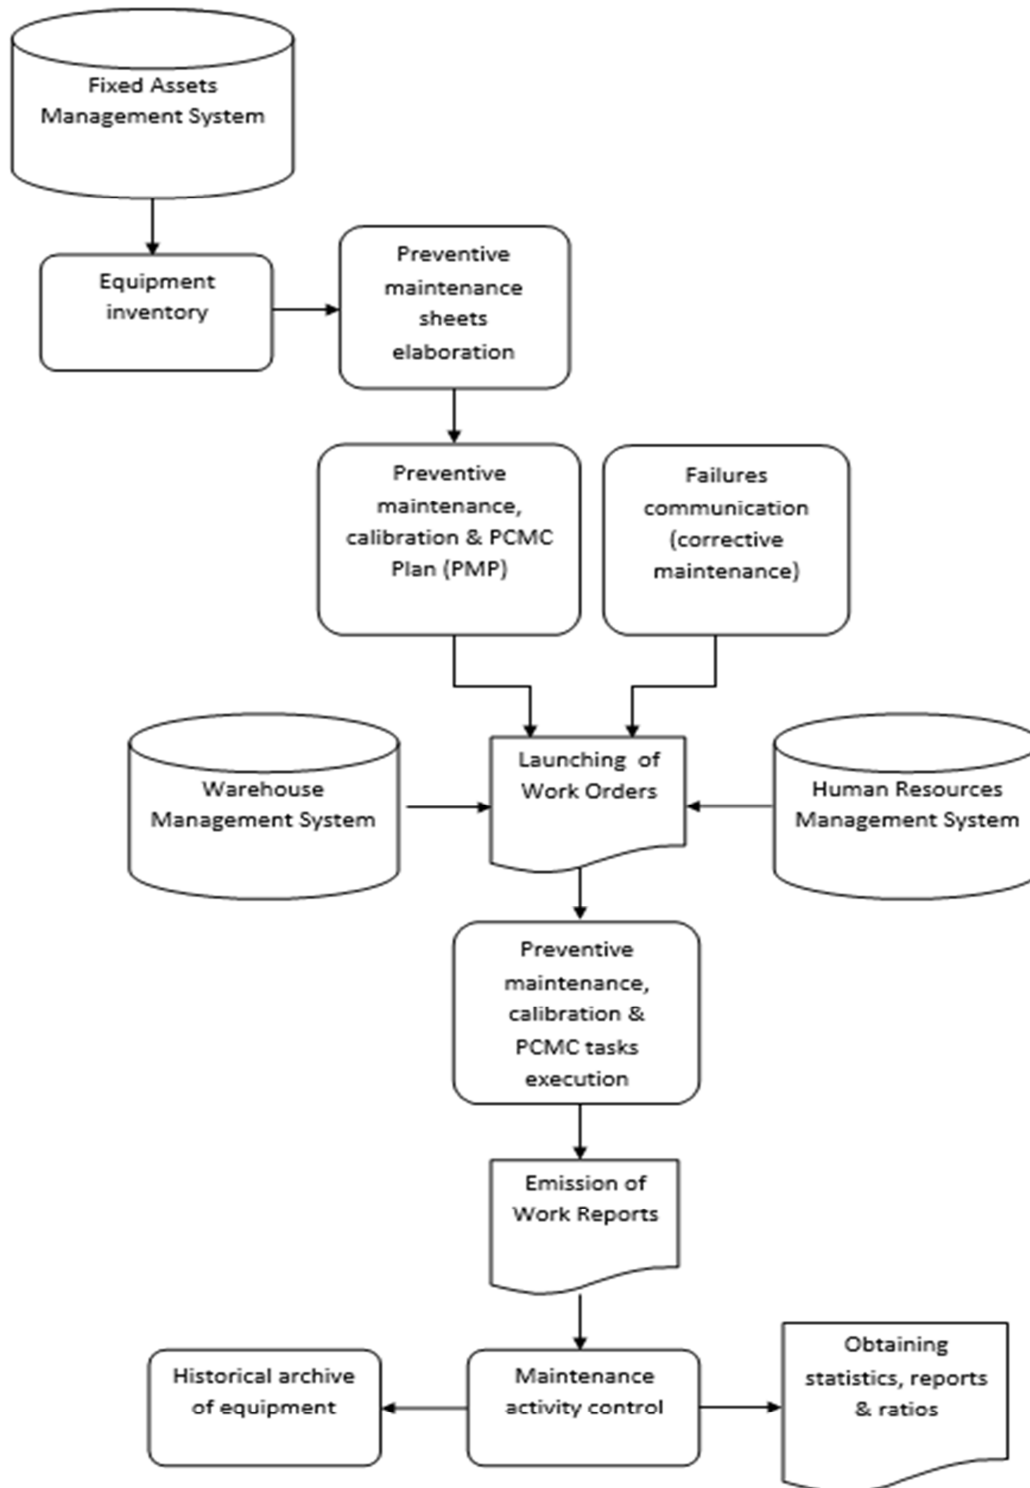 Fixed Assets
Management System
Equipment
inventory
Preventive
maintenance
sheets
elaboration
Preventive
maintenance,
calibration & PCMC
Plan (PMP)
Failures
communication
(corrective
maintenance)
Warehouse
Management System
Launching of
Work Orders
Human Resources
Management System
Preventive
maintenance,
calibration &
PCMC tasks
execution
Emission of
Work Reports
Historical archive
of equipment
Maintenance
activity control
Obtaining
statistics, reports
& ratios